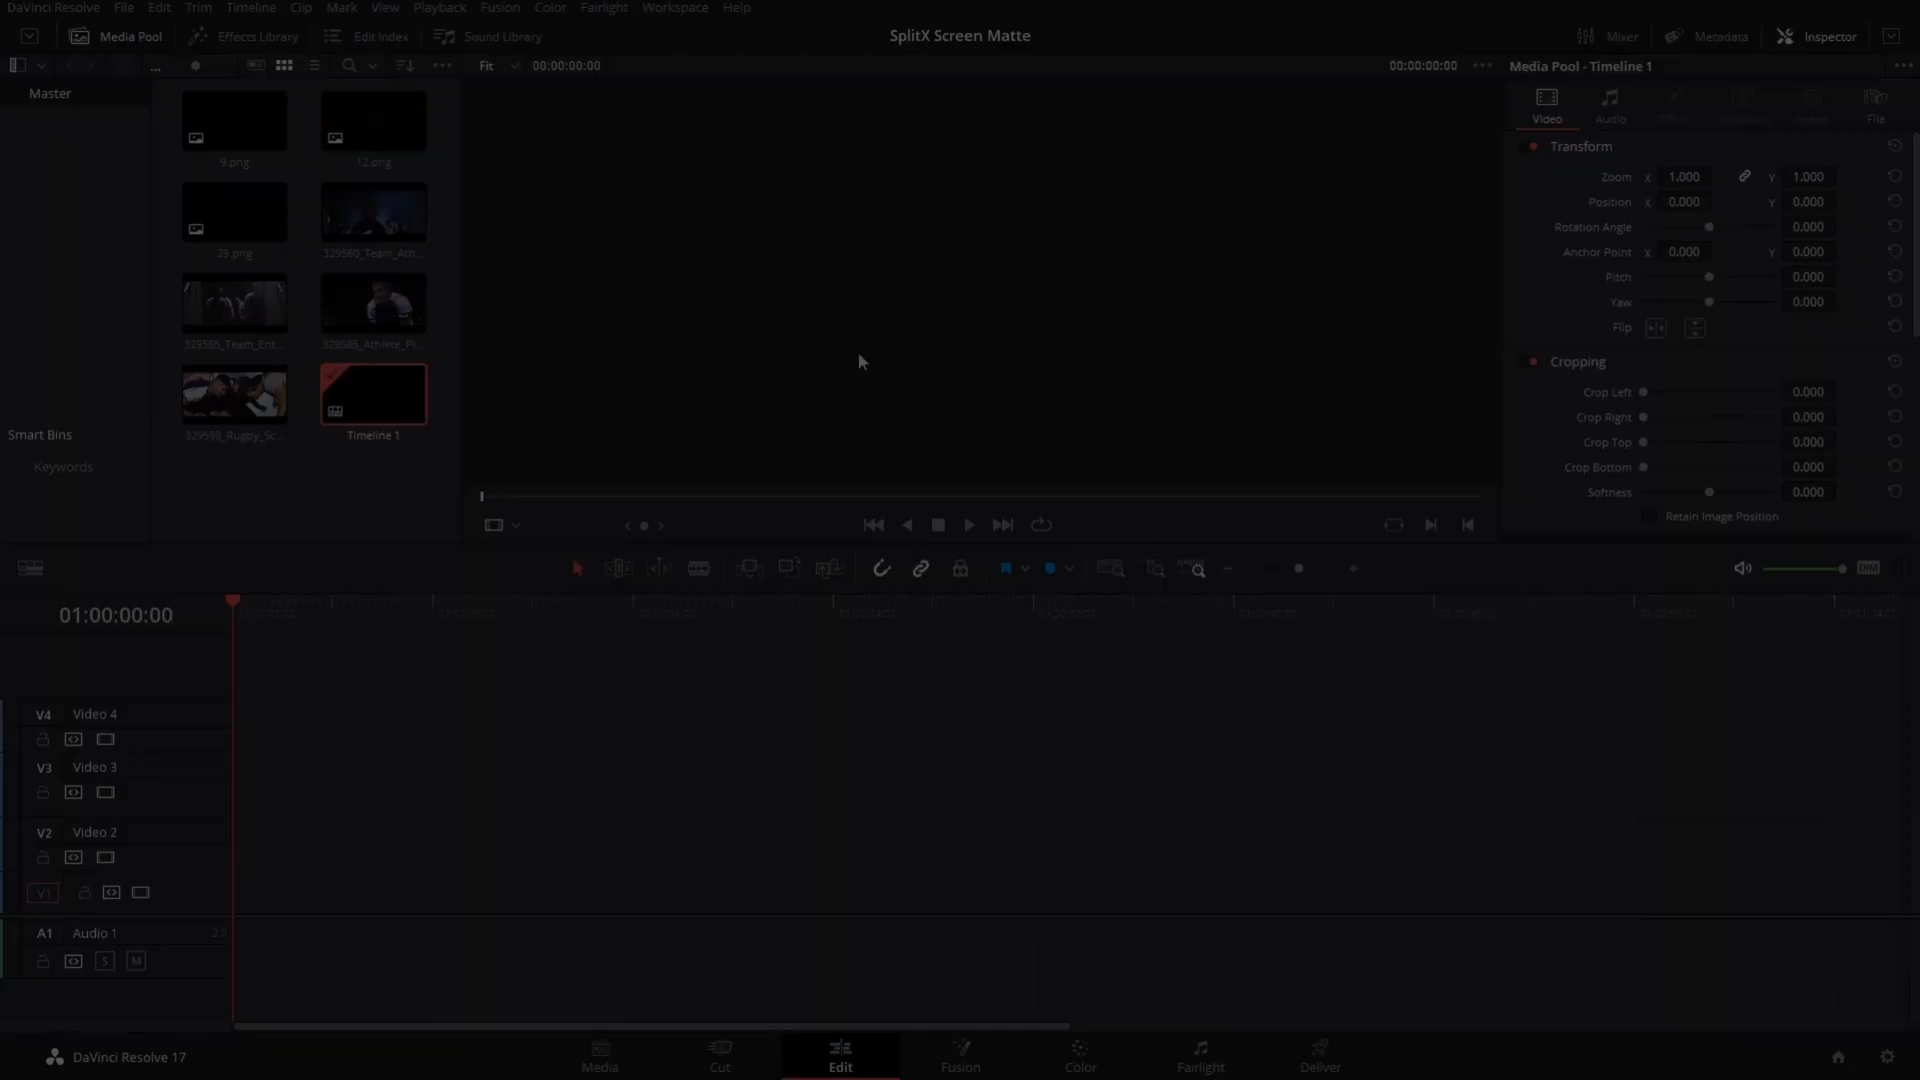 DaVinci Resolve File Edit Trim Timeline Clip Mark View Playback Fusion Color Fairlight Workspace Help
Media Pool Effects Library Edit Index Sound Library SplitX Screen Matte Mixer Metadata Inspector
... Fit 00:00:00:00 00:00:00:00 ... Media Pool - Timeline 1 ...
Master
Video Audio File
9.png 12.png
29.png 329560_Team_Ath...
329565_Team_Ent... 329585_Athlete_Pi...
329598_Rugby_Sc... Timeline 1
Smart Bins
Keywords
Transform
Zoom X 1.000 Y 1.000
Position X 0.000 Y 0.000
Rotation Angle 0.000
Anchor Point X 0.000 Y 0.000
Pitch 0.000
Yaw 0.000
Flip
Cropping
Crop Left 0.000
Crop Right 0.000
Crop Top 0.000
Crop Bottom 0.000
Softness 0.000
Retain Image Position
DIM
01:00:00:00
V4 Video 4
V3 Video 3
V2 Video 2
V1
A1 Audio 1
S M
DaVinci Resolve 17 Media Cut Edit Fusion Color Fairlight Deliver